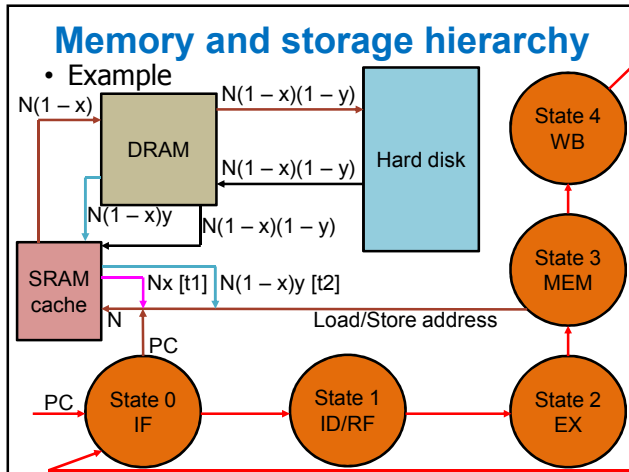 Memory and storage hierarchy
• Example
N(1 – x)
N(1 – x)(1 – y)
State 4
WB
DRAM
Hard disk
N(1 – x)(1 – y)
N(1 – x)y
N(1 – x)(1 – y)
State 3
MEM
SRAM
cache
Nx [t1]
N(1 – x)y [t2]
N
Load/Store address
PC
PC
State 0
IF
State 1
ID/RF
State 2
EX